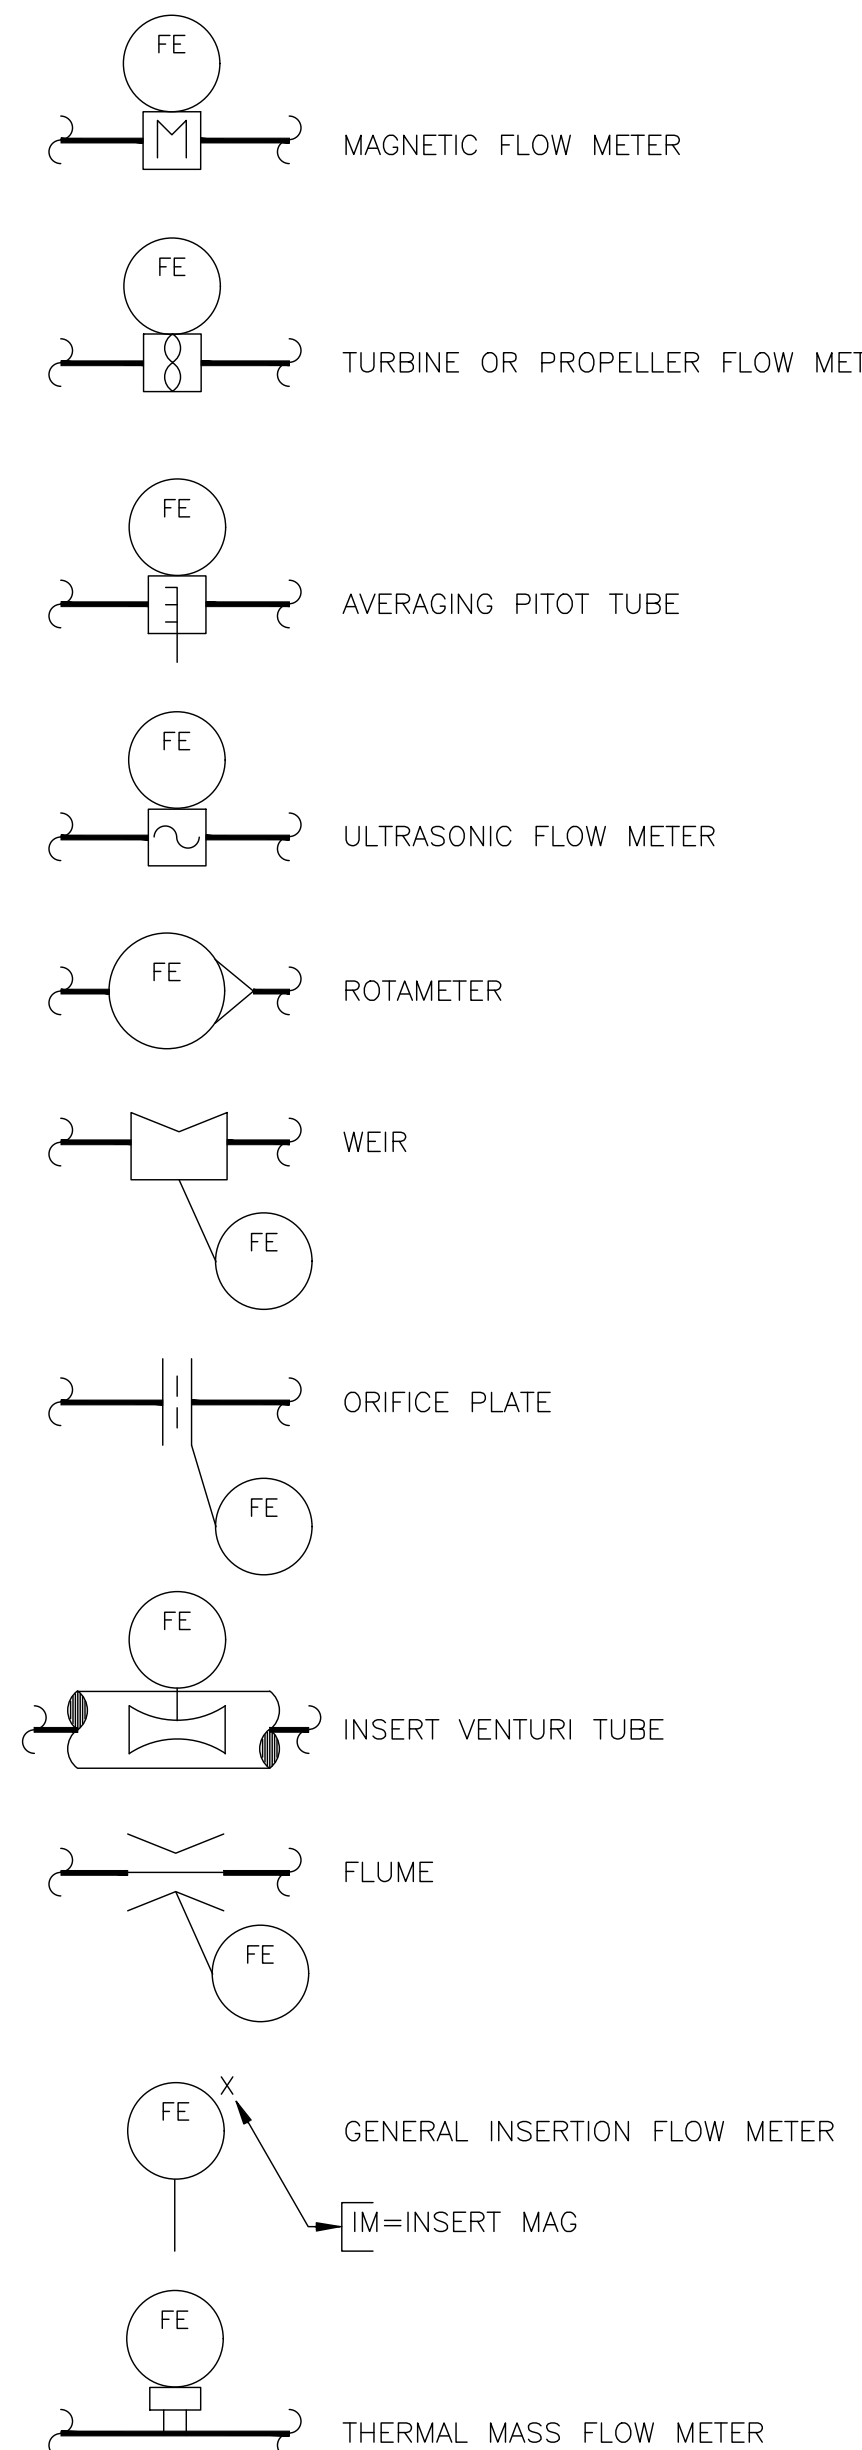 FE
M
MAGNETIC FLOW METER
FE
TURBINE OR PROPELLER FLOW MET
FE
AVERAGING PITOT TUBE
FE
ULTRASONIC FLOW METER
FE
ROTAMETER
WEIR
FE
ORIFICE PLATE
FE
FE
INSERT VENTURI TUBE
FLUME
FE
X
FE
GENERAL INSERTION FLOW METER
IM=INSERT MAG
FE
THERMAL MASS FLOW METER